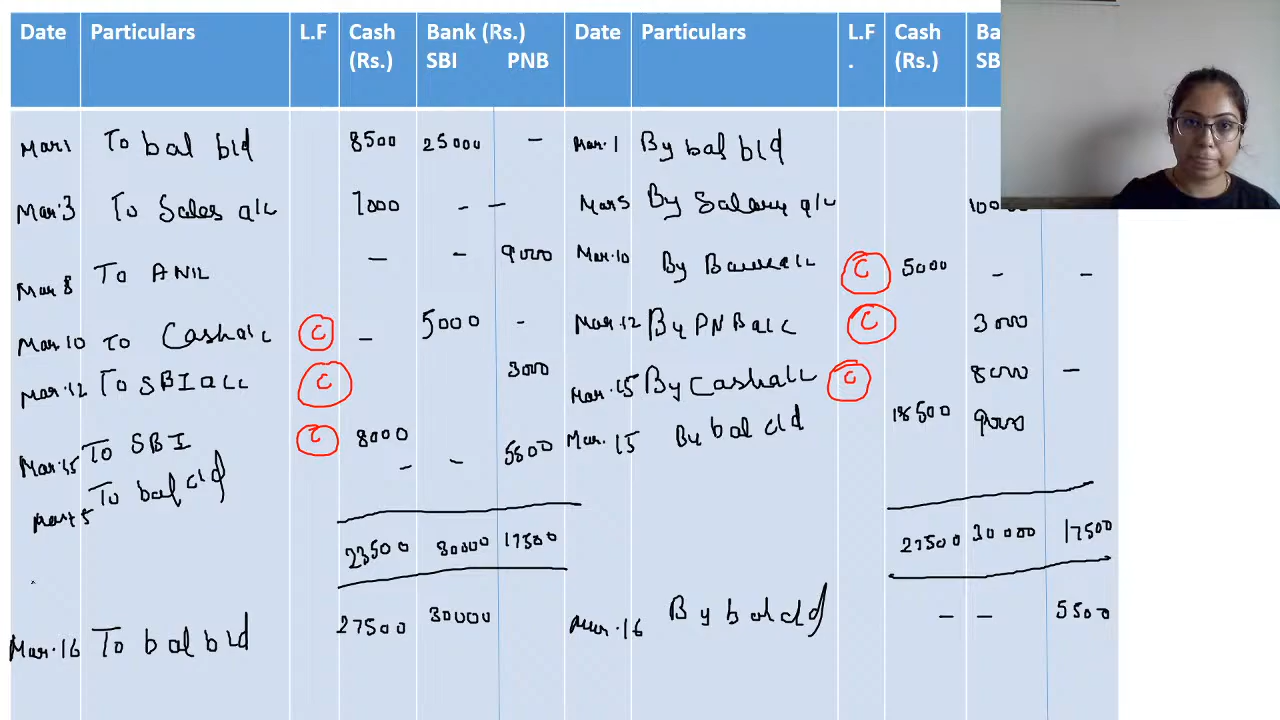 Date Particulars L.F Cash (Rs.) Bank (Rs.) SBI PNB Date Particulars L.F . Cash (Rs.)
Mar 1 To bal b/d 8500 25000 - Mar. 1 By bal b/d
Mar. 3 To Sales a/c 7000 - - Mar 5 By Salary a/c
Mar 8 To ANIL - - 9000 Mar. 10 By Bank a/c C 5000 - -
Mar 10 To Cash a/c C - 5000 - Mar. 12 By PNB a/c C 3000
Mar. 12 To SBI a/c C 3000 Mar. 15 By Cash a/c C 8000 -
Mar. 15 To SBI C 8000 Mar. 15 By bal c/d 18500 9000
Mar 15 To bal c/d - - 5500
23500 30000 17500 23500 30000 17500
Mar. 16 To bal b/d 27500 30000 Mar. 16 By bal c/d - - 5500